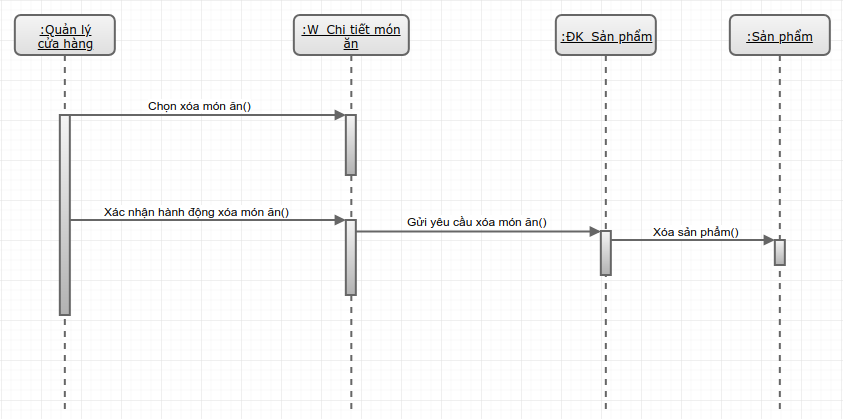 :Quản lý
cửa hàng
:W_Chi tiết món
ăn
:ĐK_Sản phẩm
:Sản phẩm
Chọn xóa món ăn()
Xác nhận hành động xóa món ăn()
Gửi yêu cầu xóa món ăn()
Xóa sản phẩm()